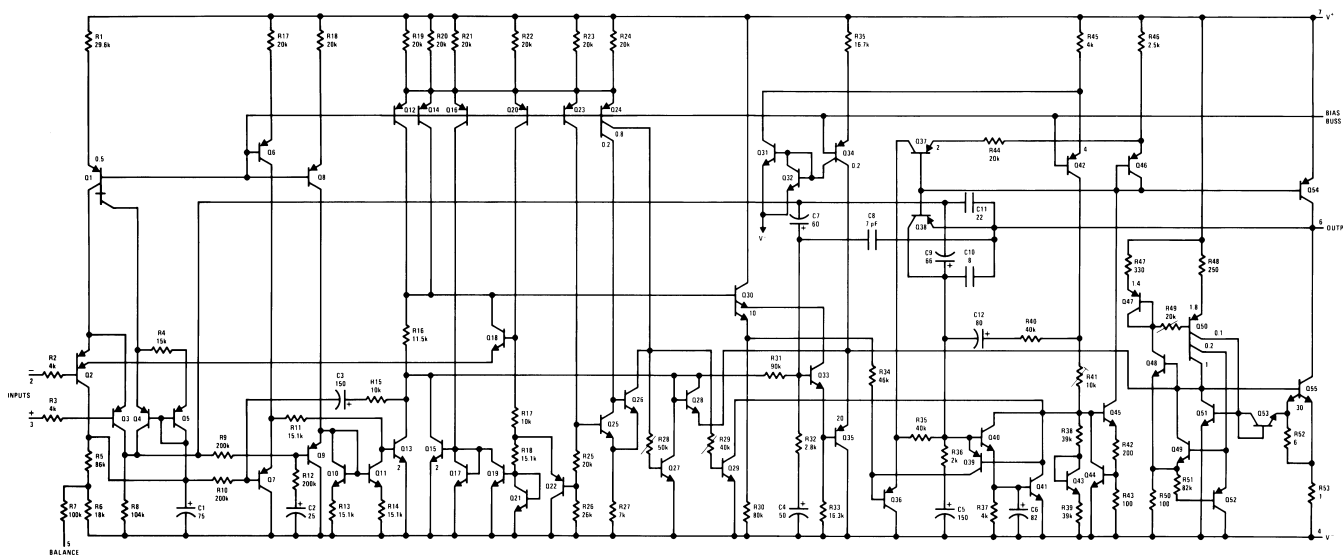 7 V+
R1 29.6k
R17 20k
R18 20k
R19 20k
R20 20k
R21 20k
R22 20k
R23 20k
R24 20k
R35 16.7k
R45 4k
R46 2.5k
Q12
Q14
Q16
Q20
Q23
Q24
BIAS BUSS
0.8
0.2
Q6
0.5
Q1
Q8
Q31
Q32
Q34
0.2
Q37
2
R44 20k
4
Q42
Q46
Q54
C7 60
V-
C8 7 pF
Q38
C11 22
C9 66
C10 8
6 OUTP
R47 330
R48 250
1.4
Q47
R49 20k
1.8
Q50
0.1
0.2
1
Q30
10
C12 80
R40 40k
R4 15k
R16 11.5k
Q18
R2 4k
- 2
INPUTS
+ 3
R3 4k
Q2
Q3
Q4
Q5
C3 150
R15 10k
R17 10k
R31 90k
Q33
R34 46k
R41 10k
Q48
Q55
30
R11 15.1k
Q13
2
Q15
2
Q17
Q19
R18 15.1k
Q22
Q25
Q26
Q28
R28 50k
R29 40k
R32 2.8k
20
Q35
R35 40k
R36 2k
Q40
Q39
R38 39k
Q45
R42 200
Q51
Q53
R52 6
R5 86k
R9 200k
R10 200k
Q7
Q9
R12 200k
Q10
Q11
Q21
R25 20k
R26 26k
Q27
Q29
Q36
Q41
Q43
Q44
R43 100
Q49
R51 82k
Q52
R53 1
R7 100k
R6 18k
R8 104k
C1 75
C2 25
R13 15.1k
R14 15.1k
R27 7k
R30 80k
C4 50
R33 16.3k
C5 150
R37 4k
C6 82
R39 39k
R50 100
4 V-
5
BALANCE